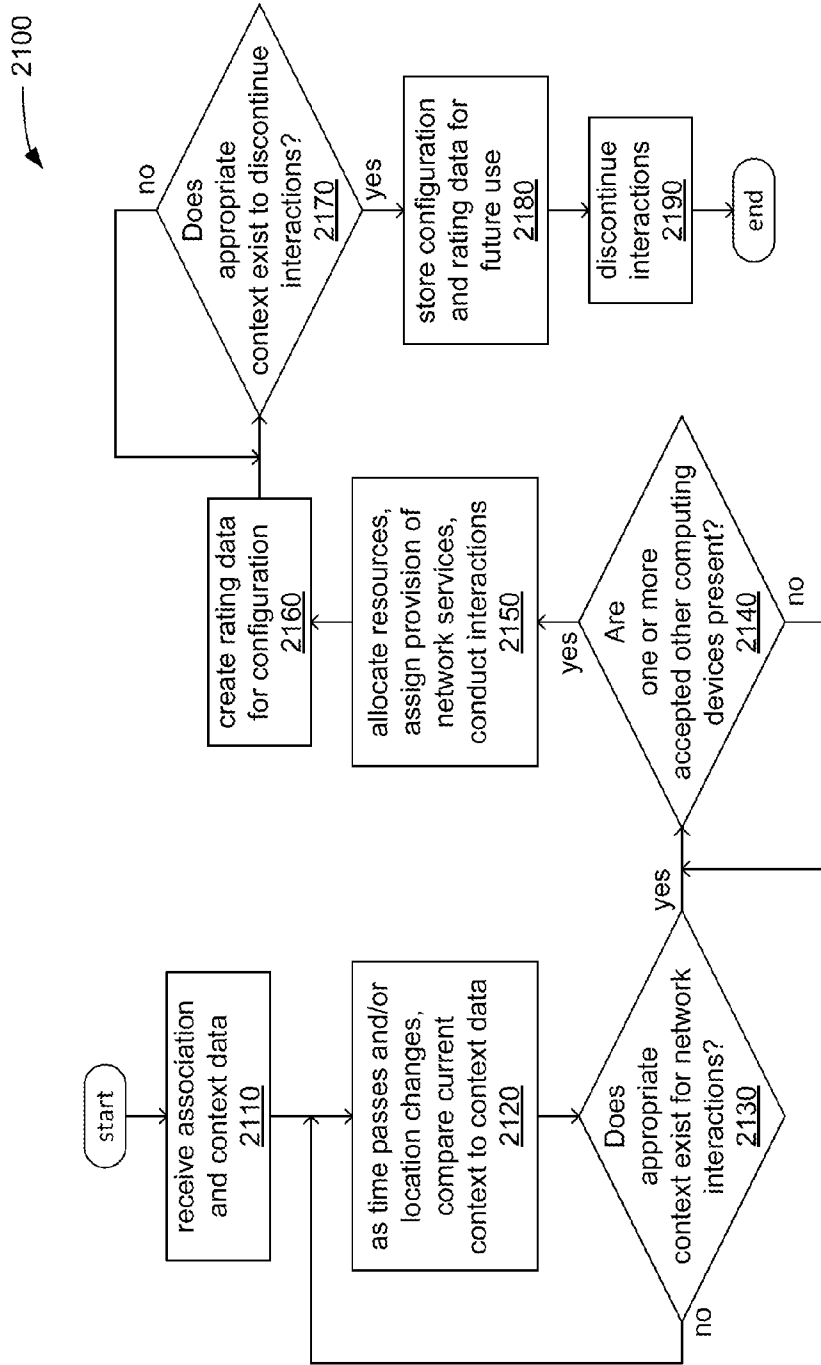 2100
start
receive association
and context data
2110
as time passes and/or
location changes,
compare current
context to context data
2120
Does
appropriate
context exist for network
interactions?
2130
no
yes
Are
one or more
accepted other computing
devices present?
2140
no
yes
allocate resources,
assign provision of
network services,
conduct interactions
2150
create rating data
for configuration
2160
Does
appropriate
context exist to discontinue
interactions?
2170
no
yes
store configuration
and rating data for
future use
2180
discontinue
interactions
2190
end